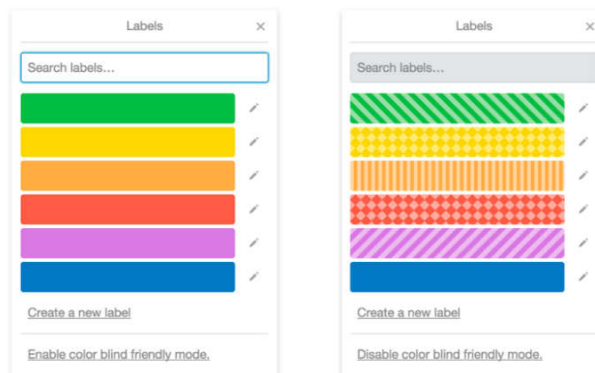 Labels
Search labels...
Create a new label
Enable color blind friendly mode.
Labels
Search labels...
Create a new label
Disable color blind friendly mode.